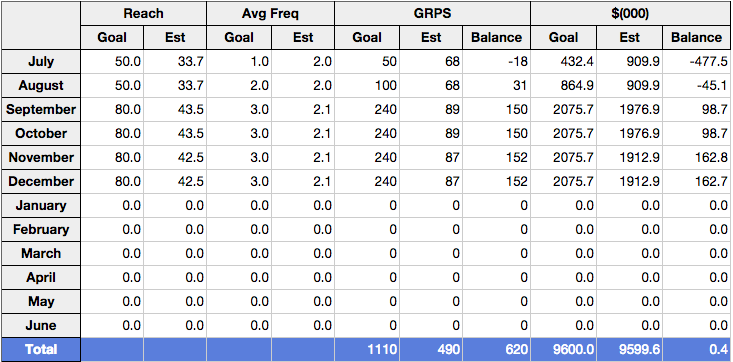 Reach Avg Freq GRPS $(000)
Goal Est Goal Est Goal Est Balance Goal Est Balance
July 50.0 33.7 1.0 2.0 50 68 -18 432.4 909.9 -477.5
August 50.0 33.7 2.0 2.0 100 68 31 864.9 909.9 -45.1
September 80.0 43.5 3.0 2.1 240 89 150 2075.7 1976.9 98.7
October 80.0 43.5 3.0 2.1 240 89 150 2075.7 1976.9 98.7
November 80.0 42.5 3.0 2.1 240 87 152 2075.7 1912.9 162.8
December 80.0 42.5 3.0 2.1 240 87 152 2075.7 1912.9 162.7
January 0.0 0.0 0.0 0.0 0 0 0 0.0 0.0 0.0
February 0.0 0.0 0.0 0.0 0 0 0 0.0 0.0 0.0
March 0.0 0.0 0.0 0.0 0 0 0 0.0 0.0 0.0
April 0.0 0.0 0.0 0.0 0 0 0 0.0 0.0 0.0
May 0.0 0.0 0.0 0.0 0 0 0 0.0 0.0 0.0
June 0.0 0.0 0.0 0.0 0 0 0 0.0 0.0 0.0
Total 1110 490 620 9600.0 9599.6 0.4